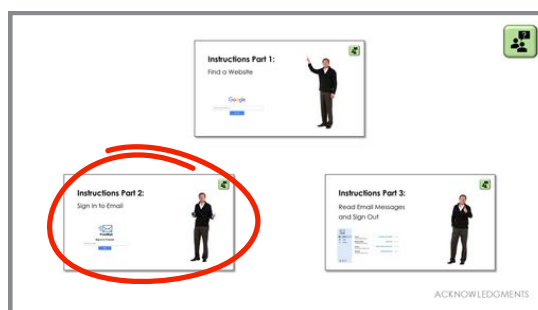 Instructions Part 1:
Find a Website
Google
Instructions Part 2:
Sign In to Email
Instructions Part 3:
Read Email Messages
and Sign Out
ACKNOWLEDGMENTS